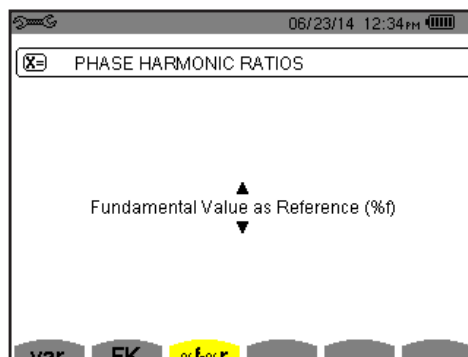 06/23/14 12:34PM
X= PHASE HARMONIC RATIOS
Fundamental Value as Reference (%f)
var FK %f-%r